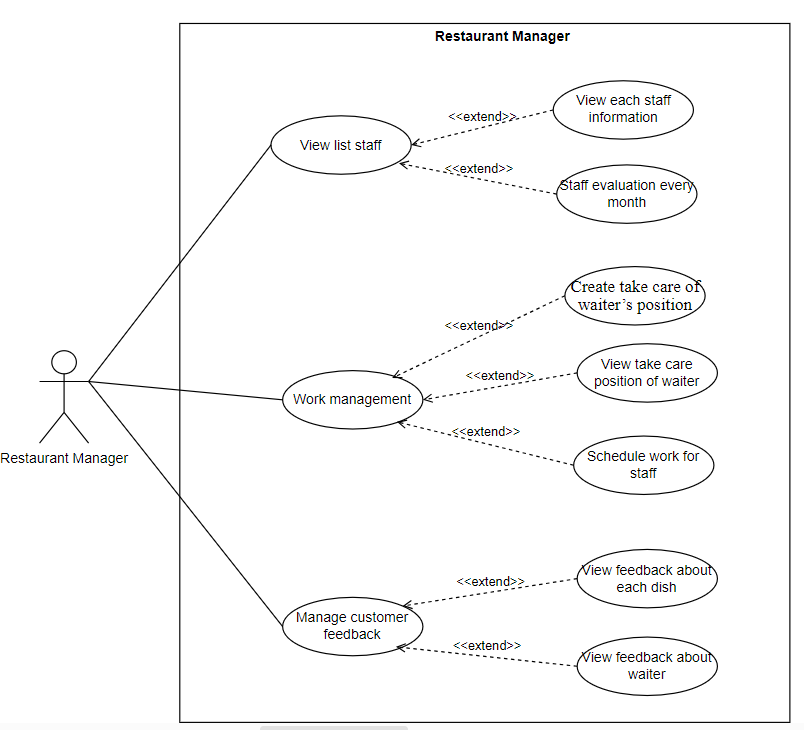 Restaurant Manager
View each staff
information
<<extend>>
View list staff
<<extend>>
Staff evaluation every
month
Create take care of
waiter's position
<<extend>>
View take care
position of waiter
<<extend>>
Work management
<<extend>>
Schedule work for
staff
Restaurant Manager
View feedback about
each dish
<<extend>>
Manage customer
feedback
<<extend>>
View feedback about
waiter